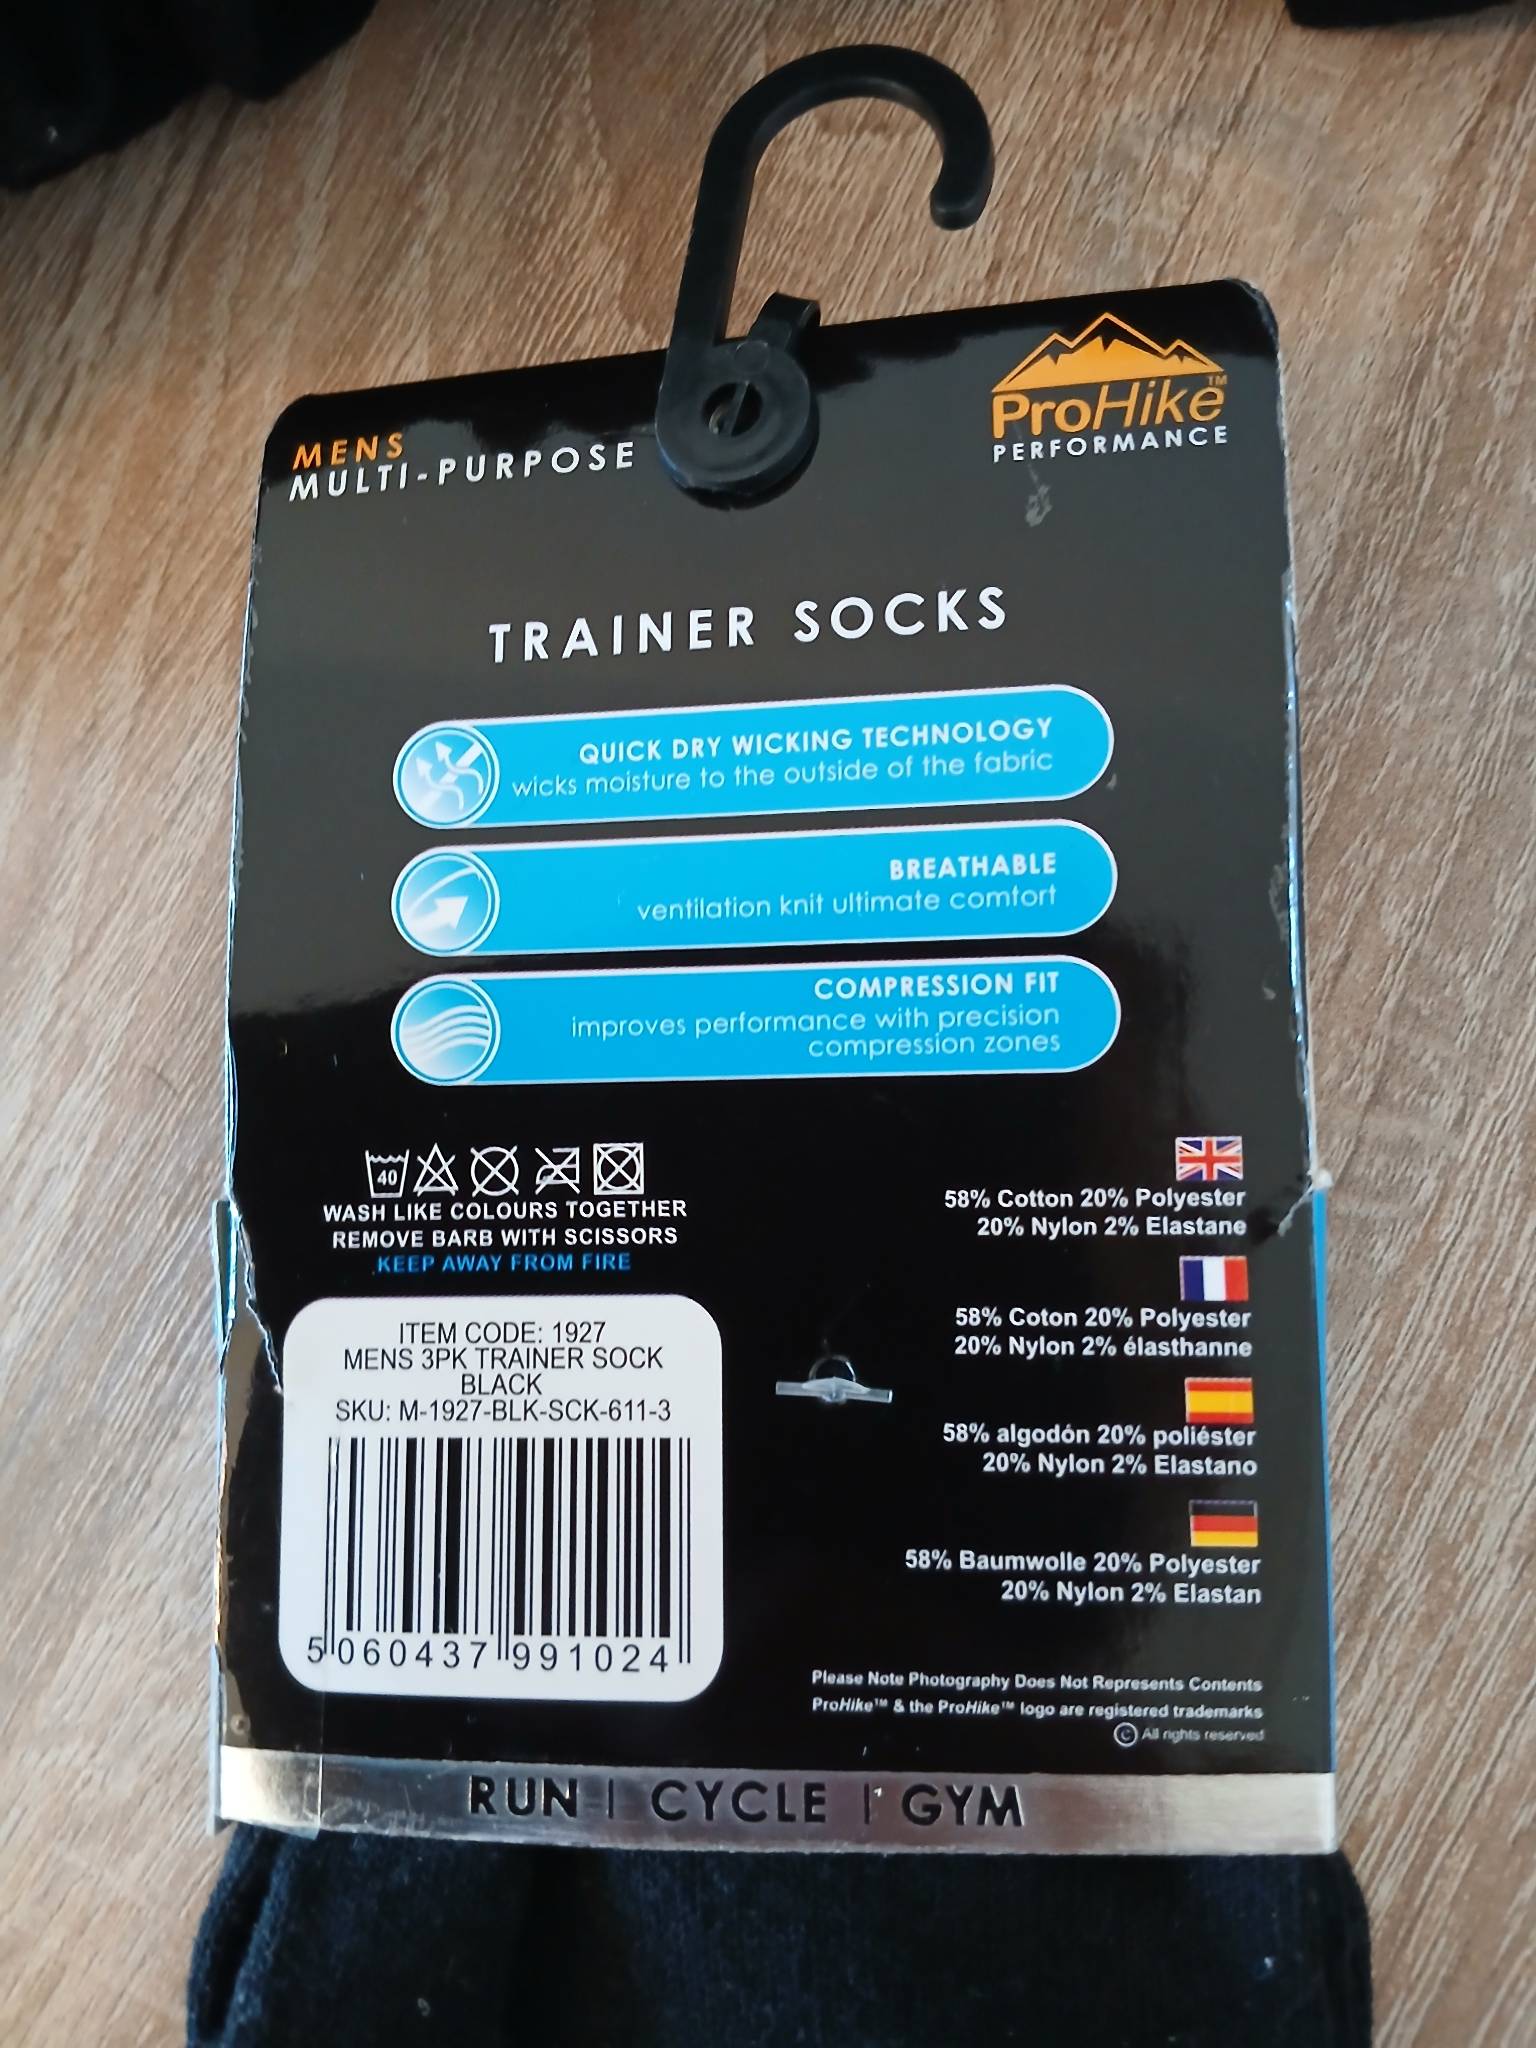 MENS
MULTI-PURPOSE
ProHike™
PERFORMANCE
TRAINER SOCKS
QUICK DRY WICKING TECHNOLOGY
wicks moisture to the outside of the fabric
BREATHABLE
ventilation knit ultimate comfort
COMPRESSION FIT
improves performance with precision
compression zones
40
WASH LIKE COLOURS TOGETHER
REMOVE BARB WITH SCISSORS
KEEP AWAY FROM FIRE
58% Cotton 20% Polyester
20% Nylon 2% Elastane
58% Coton 20% Polyester
20% Nylon 2% élasthanne
58% algodón 20% poliéster
20% Nylon 2% Elastano
58% Baumwolle 20% Polyester
20% Nylon 2% Elastan
ITEM CODE: 1927
MENS 3PK TRAINER SOCK
BLACK
SKU: M-1927-BLK-SCK-611-3
5 060437 991024
Please Note Photography Does Not Represents Contents
ProHike™ & the ProHike™ logo are registered trademarks
© All rights reserved
RUN | CYCLE | GYM